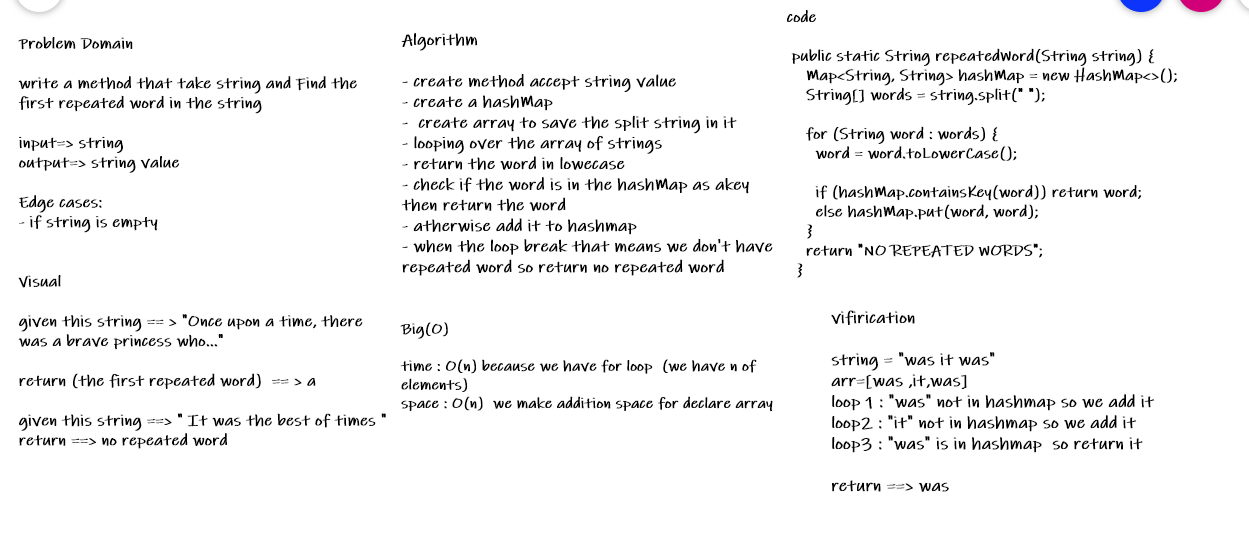 Problem Domain
write a method that take string and Find the
first repeated word in the string
input=> string
output=> string value
Edge cases:
- if string is empty
Visual
given this string == > "Once upon a time, there
was a brave princess who..."
return (the first repeated word) == > a
given this string ==> " It was the best of times "
return ==> no repeated word
Algorithm
- create method accept string value
- create a hashMap
- create array to save the split string in it
- looping over the array of strings
- return the word in lowecase
- check if the word is in the hashMap as akey
then return the word
- atherwise add it to hashmap
- when the loop break that means we don't have
repeated word so return no repeated word
Big(O)
time : O(n) because we have for loop (we have n of
elements)
space : O(n) we make addition space for declare array
code
public static String repeatedWord(String string) {
Map<String, String> hashMap = new HashMap<>();
String[] words = string.split(" ");
for (String word : words) {
word = word.toLowerCase();
if (hashMap.containsKey(word)) return word;
else hashMap.put(word, word);
}
return "NO REPEATED WORDS";
}
vifirication
string = "was it was"
arr=[was ,it,was]
loop 1 : "was" not in hashmap so we add it
loop2 : "it" not in hashmap so we add it
loop3 : "was" is in hashmap so return it
return ==> was